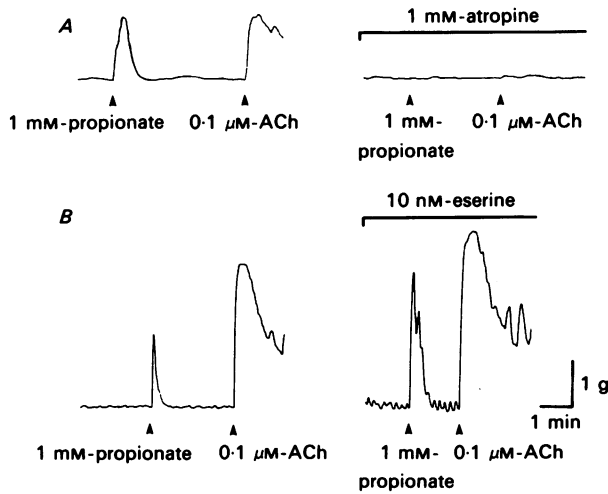 A
1 mM-atropine
1 mM-propionate 0·1 μM-ACh
1 mM-
propionate
0·1 μM-ACh
B
10 nM-eserine
1 g
1 min
1 mM-propionate 0·1 μM-ACh
1 mM-
propionate
0·1 μM-ACh